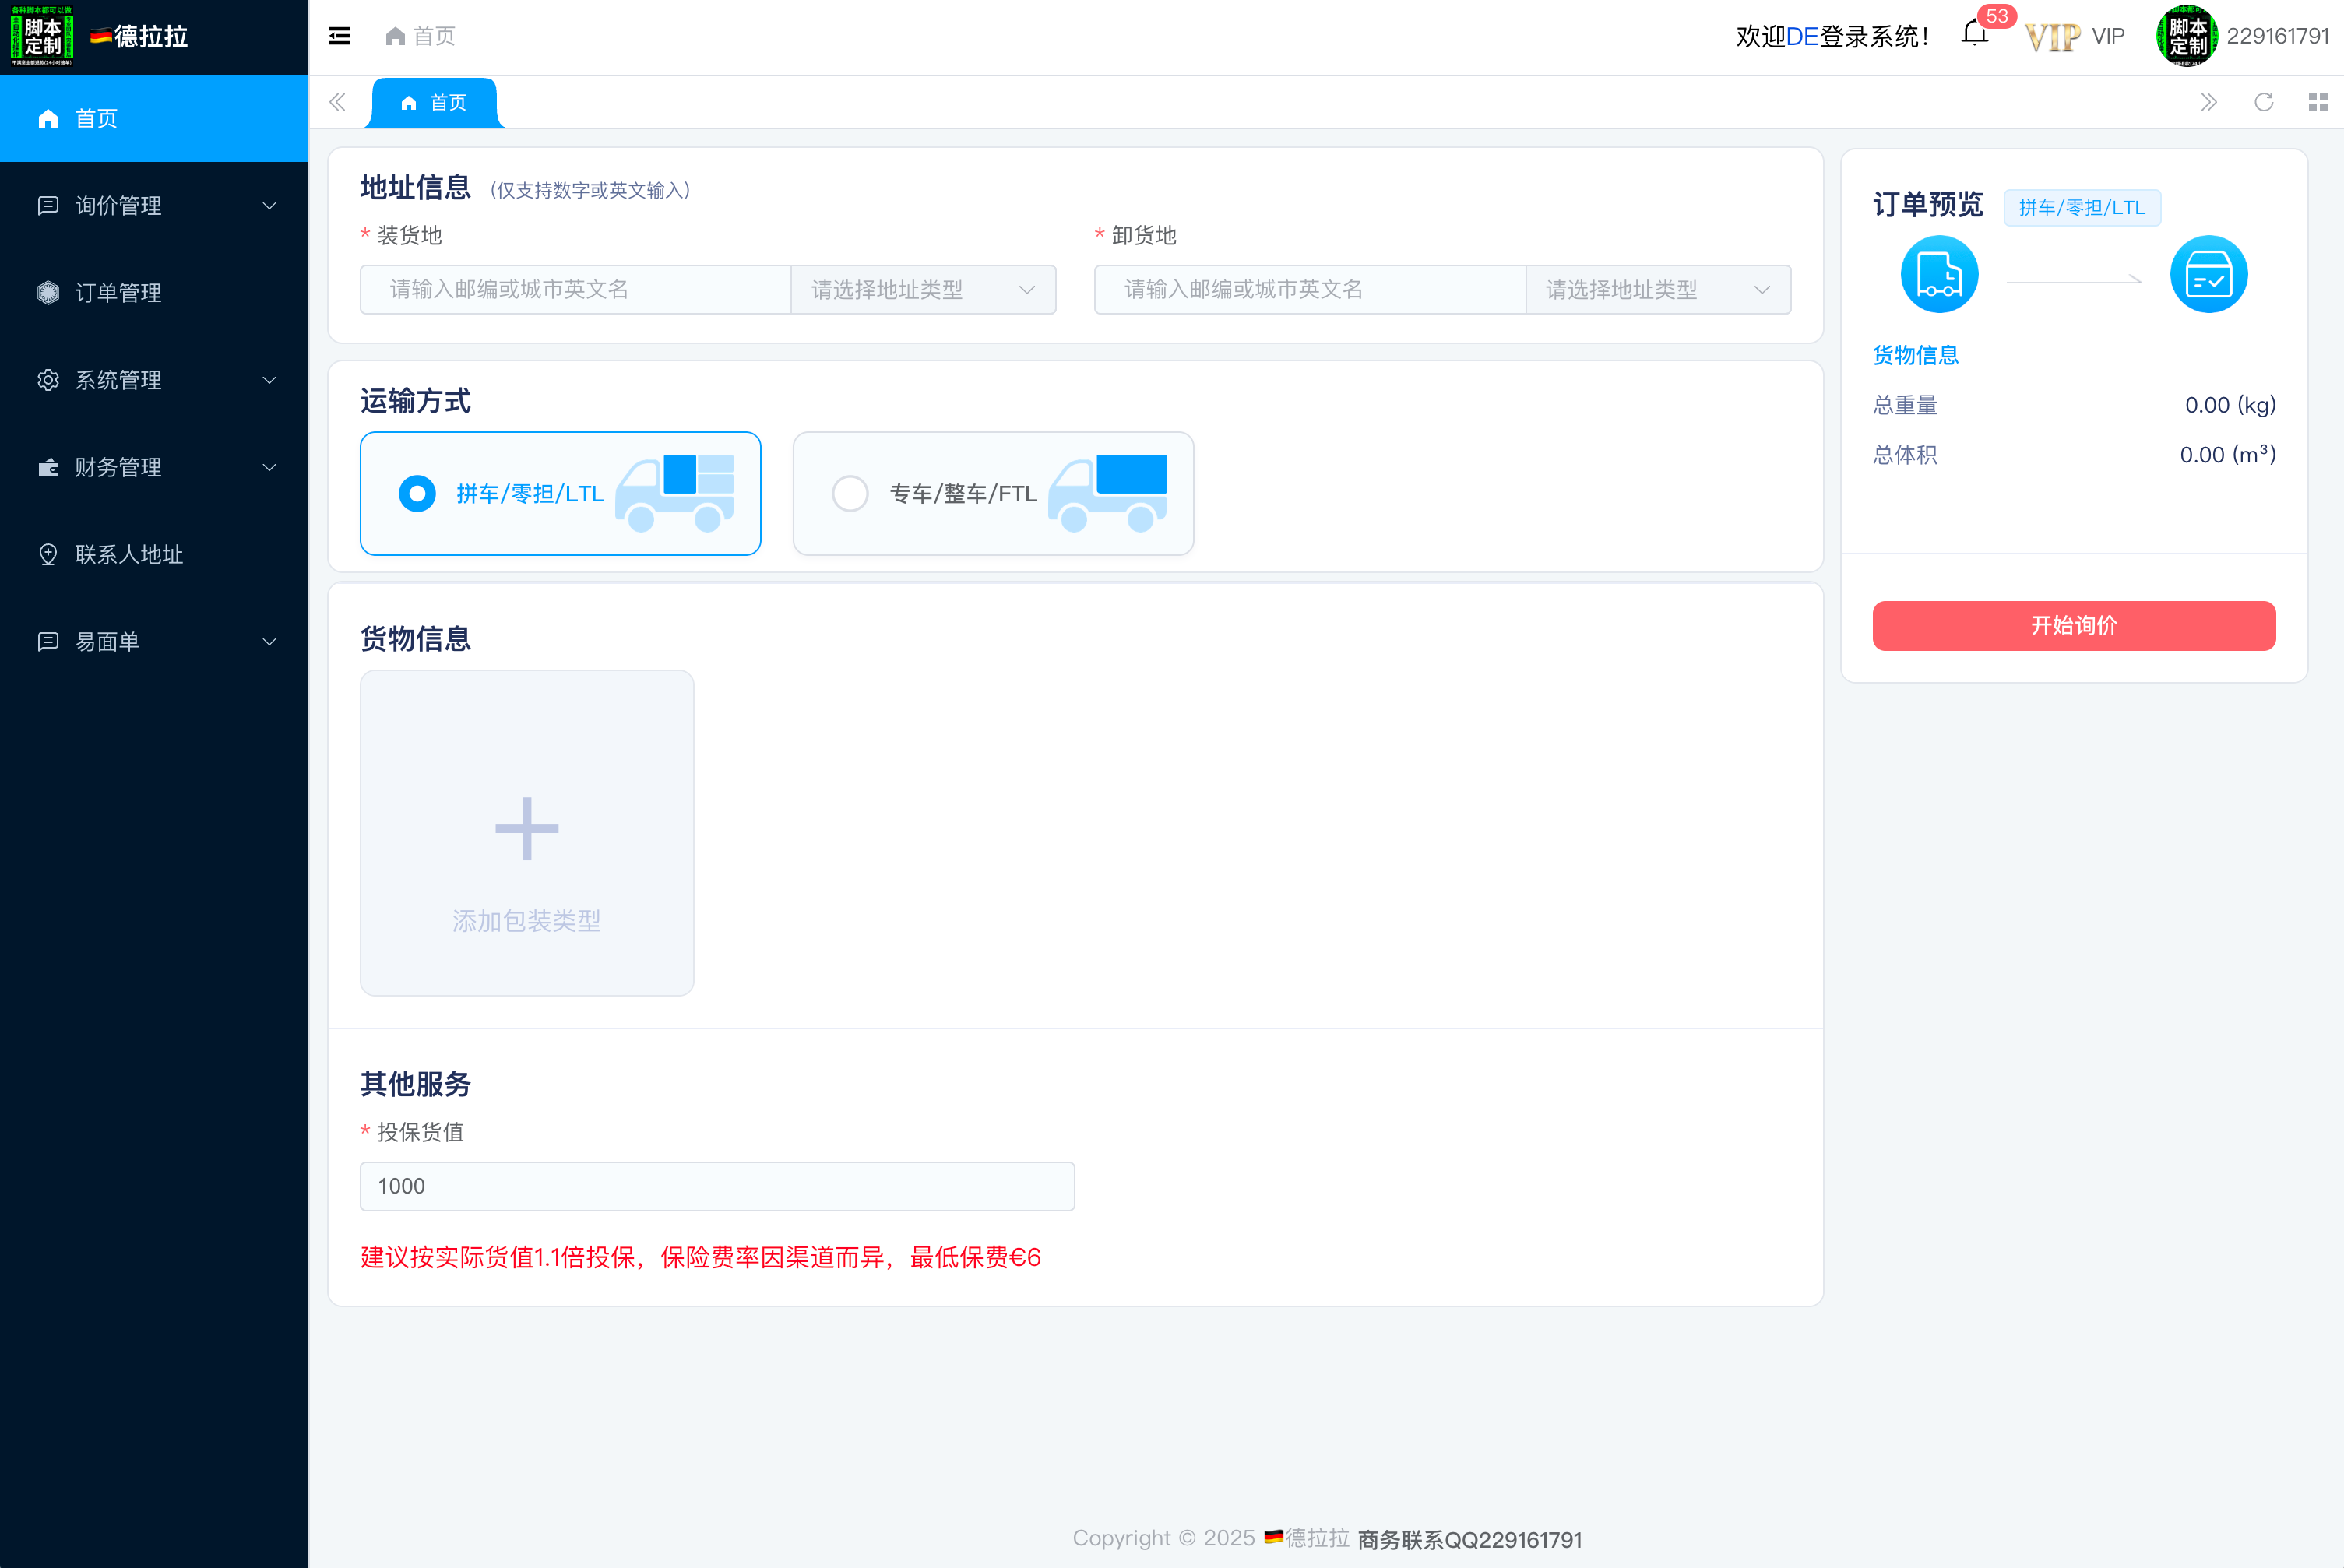 各种脚本都可以做
脚本
定制
德拉拉
首页
询价管理
订单管理
系统管理
财务管理
联系人地址
易面单
首页
欢迎DE登录系统!
53
VIP VIP
脚本
定制
229161791
首页
地址信息 (仅支持数字或英文输入)
* 装货地
请输入邮编或城市英文名
请选择地址类型
* 卸货地
请输入邮编或城市英文名
请选择地址类型
运输方式
拼车/零担/LTL
专车/整车/FTL
货物信息
添加包装类型
其他服务
* 投保货值
1000
建议按实际货值1.1倍投保，保险费率因渠道而异，最低保费€6
订单预览 拼车/零担/LTL
货物信息
总重量 0.00 (kg)
总体积 0.00 (m³)
开始询价
Copyright © 2025 🇩🇪德拉拉 商务联系QQ229161791